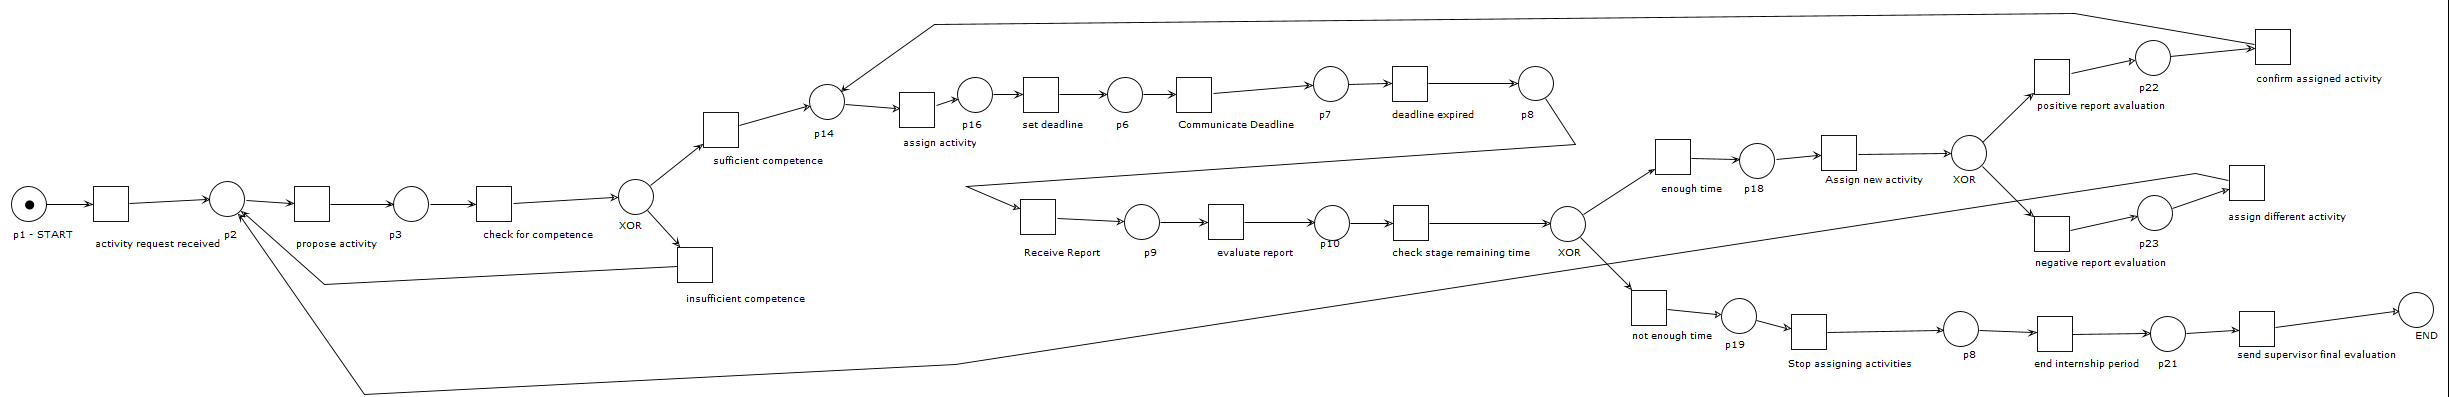 p1 - START
activity request received
p2
propose activity
p3
check for competence
XOR
sufficient competence
insufficient competence
p14
assign activity
p16
set deadline
p6
Communicate Deadline
p7
deadline expired
p8
Receive Report
p9
evaluate report
p10
check stage remaining time
XOR
enough time
p18
Assign new activity
XOR
positive report avaluation
p22
confirm assigned activity
negative report evaluation
p23
assign different activity
not enough time
p19
Stop assigning activities
p8
end internship period
p21
send supervisor final evaluation
END